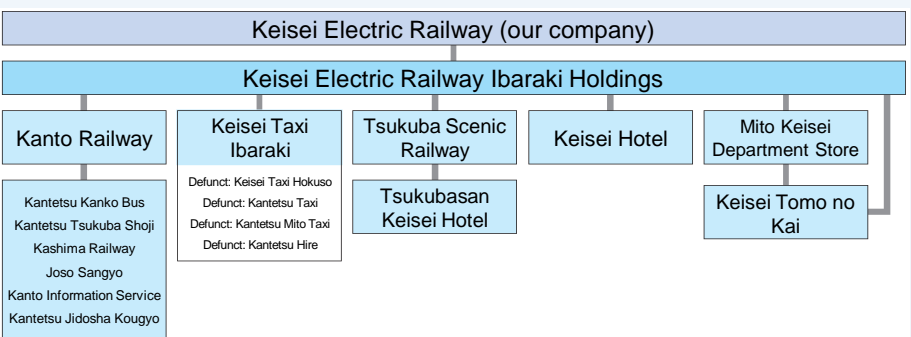 Keisei Electric Railway (our company)
Keisei Electric Railway Ibaraki Holdings
Kanto Railway
Kantetsu Kanko Bus
Kantetsu Tsukuba Shoji
Kashima Railway
Joso Sangyo
Kanto Information Service
Kantetsu Jidosha Kougyo
Keisei Taxi
Ibaraki
Defunct: Keisei Taxi Hokuso
Defunct: Kantetsu Taxi
Defunct: Kantetsu Mito Taxi
Defunct: Kantetsu Hire
Tsukuba Scenic
Railway
Tsukubasan
Keisei Hotel
Keisei Hotel
Mito Keisei
Department Store
Keisei Tomo no
Kai